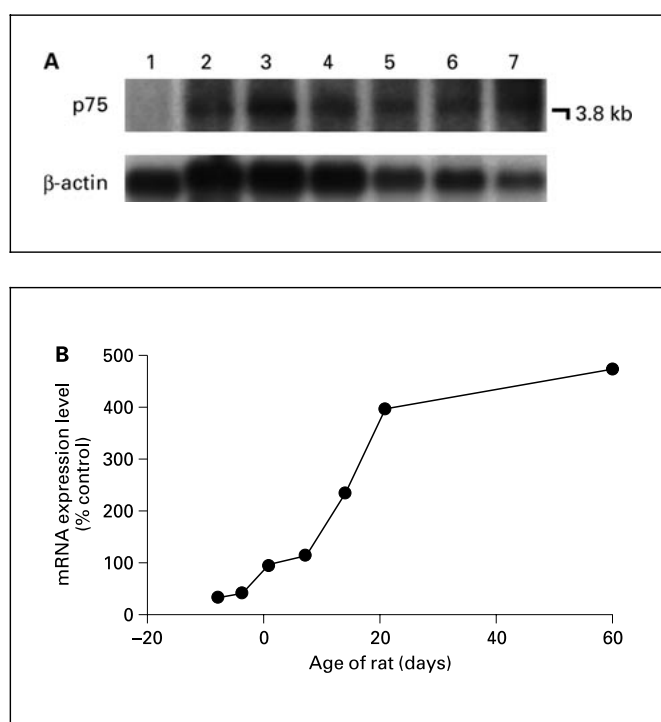 A 1 2 3 4 5 6 7
p75
3.8 kb
β-actin
B
500
400
300
200
100
0
mRNA expression level
(% control)
–20 0 20 40 60
Age of rat (days)